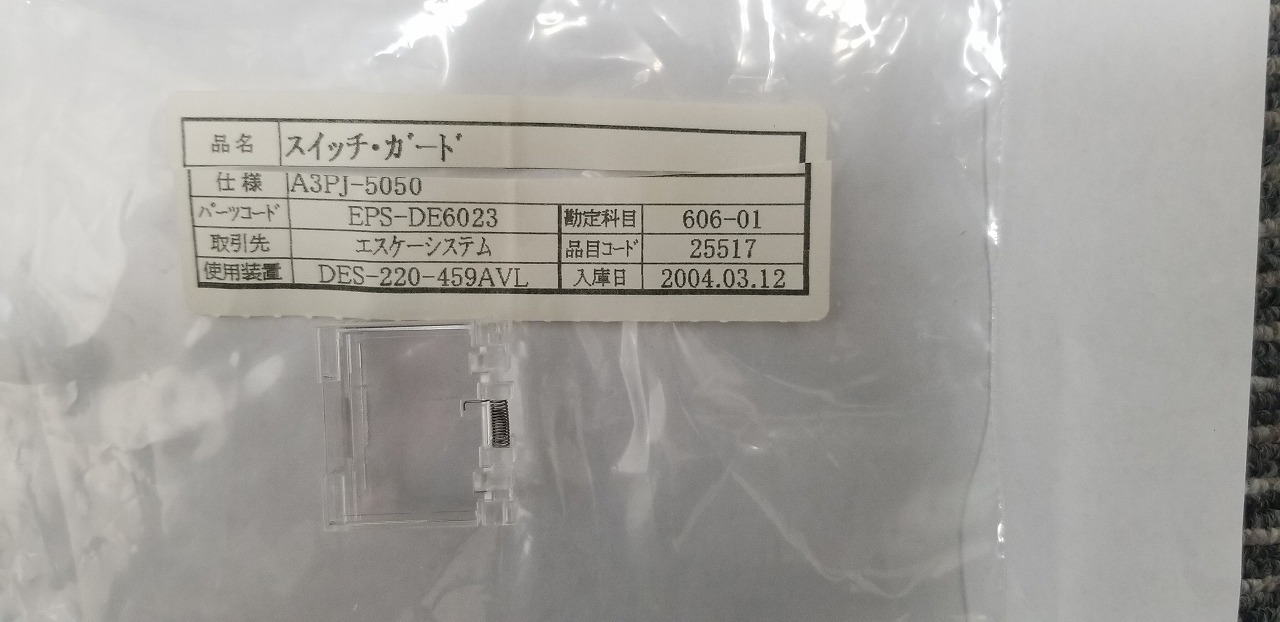 品名 スイッチ・ガード
仕様 A3PJ-5050
パーツコード EPS-DE6023 勘定科目 606-01
取引先 エスケーシステム 品目コード 25517
使用装置 DES-220-459AVL 入庫日 2004.03.12